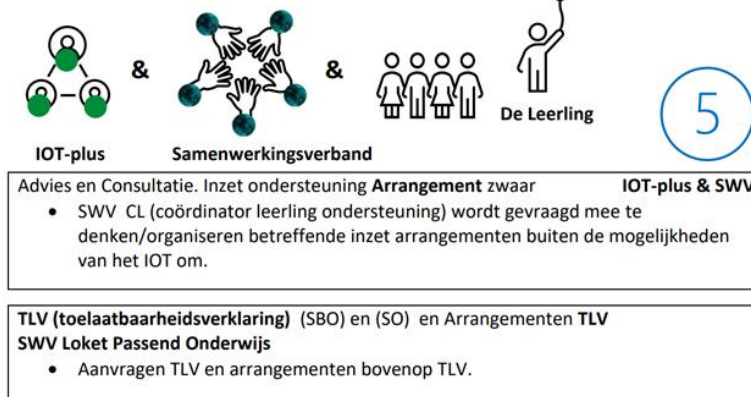 & &
De Leerling
5
IOT-plus Samenwerkingsverband
Advies en Consultatie. Inzet ondersteuning Arrangement zwaar IOT-plus & SWV
• SWV CL (coördinator leerling ondersteuning) wordt gevraagd mee te
denken/organiseren betreffende inzet arrangementen buiten de mogelijkheden
van het IOT om.
TLV (toelaatbaarheidsverklaring) (SBO) en (SO) en Arrangementen TLV
SWV Loket Passend Onderwijs
• Aanvragen TLV en arrangementen bovenop TLV.